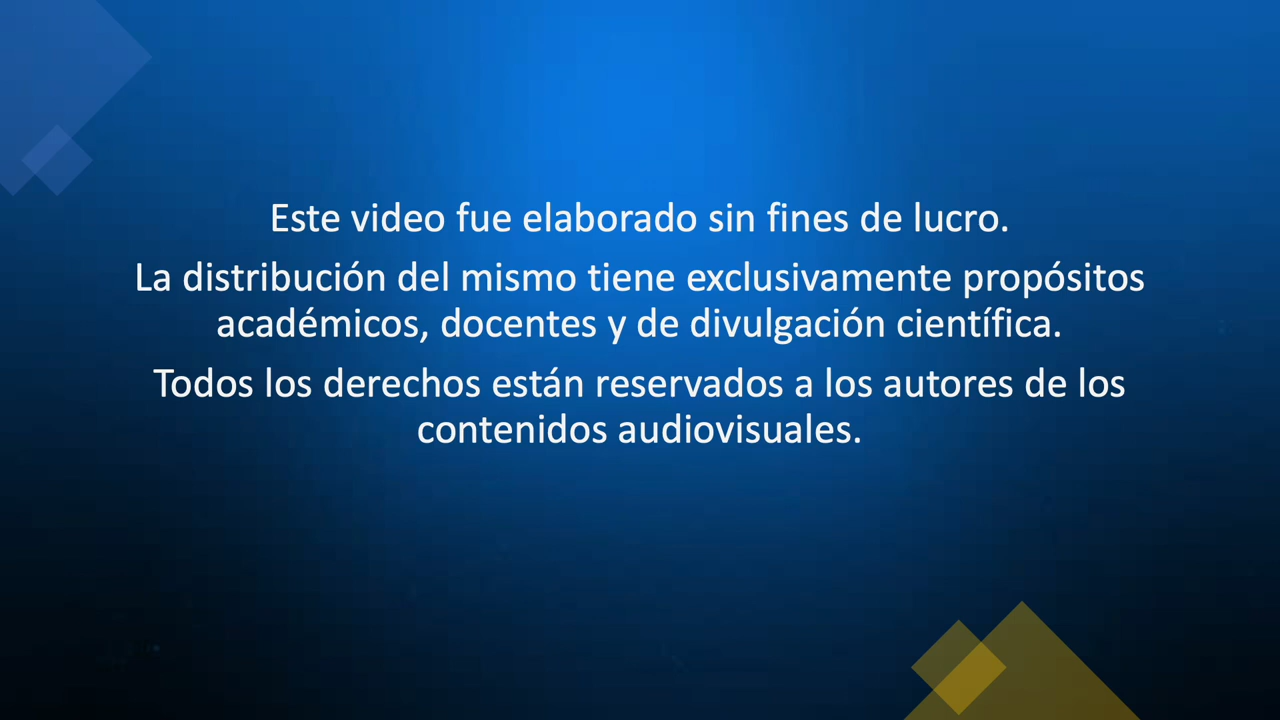 Este video fue elaborado sin fines de lucro.
La distribución del mismo tiene exclusivamente propósitos
académicos, docentes y de divulgación científica.
Todos los derechos están reservados a los autores de los
contenidos audiovisuales.